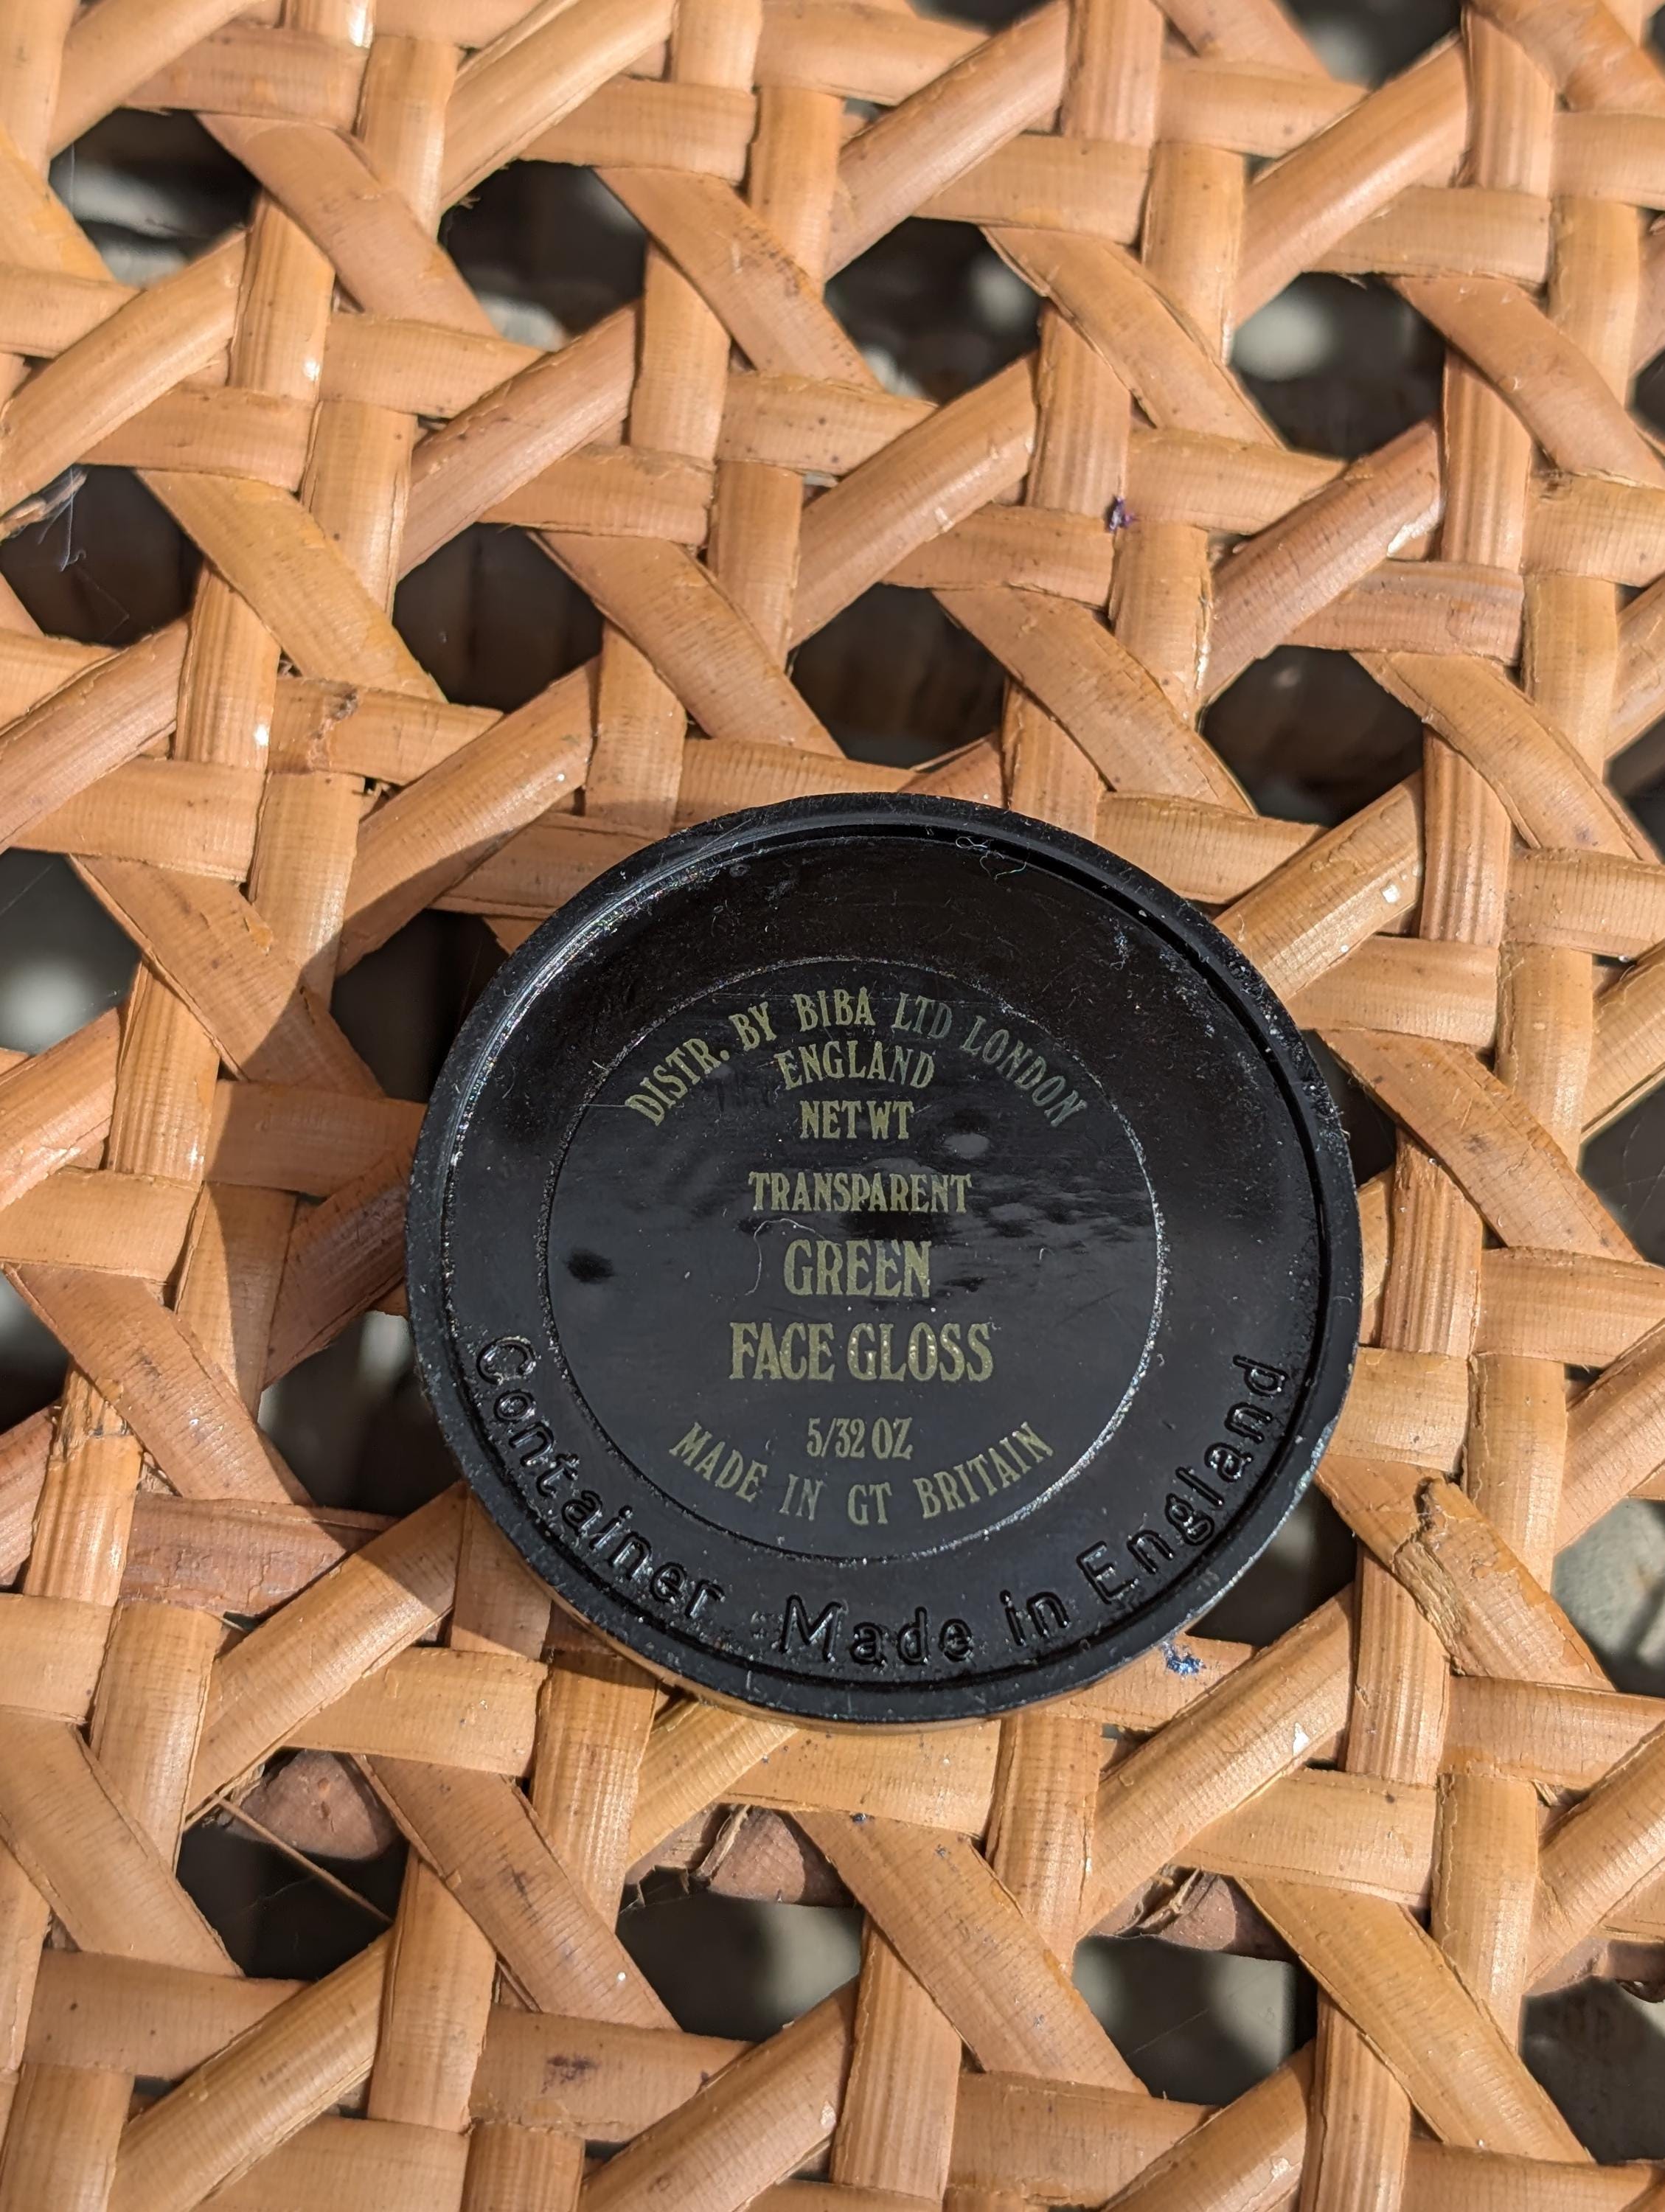 DISTR. BY BIBA LTD LONDON
ENGLAND
NET WT
TRANSPARENT
GREEN
FACE GLOSS
5/32 OZ
MADE IN GT BRITAIN
Container Made in England